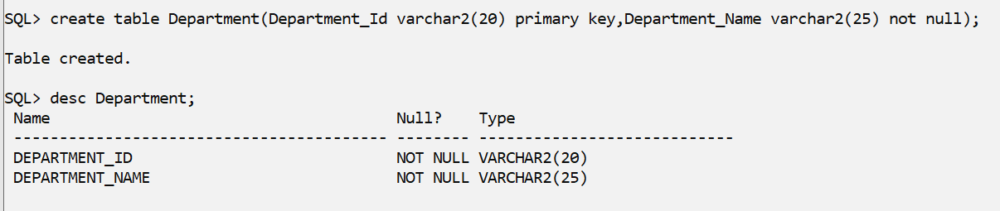 SQL> create table Department(Department_Id varchar2(20) primary key,Department_Name varchar2(25) not null);
Table created.
SQL> desc Department;
Name Null? Type
----------------------------------------- -------- ----------------------------
DEPARTMENT_ID NOT NULL VARCHAR2(20)
DEPARTMENT_NAME NOT NULL VARCHAR2(25)